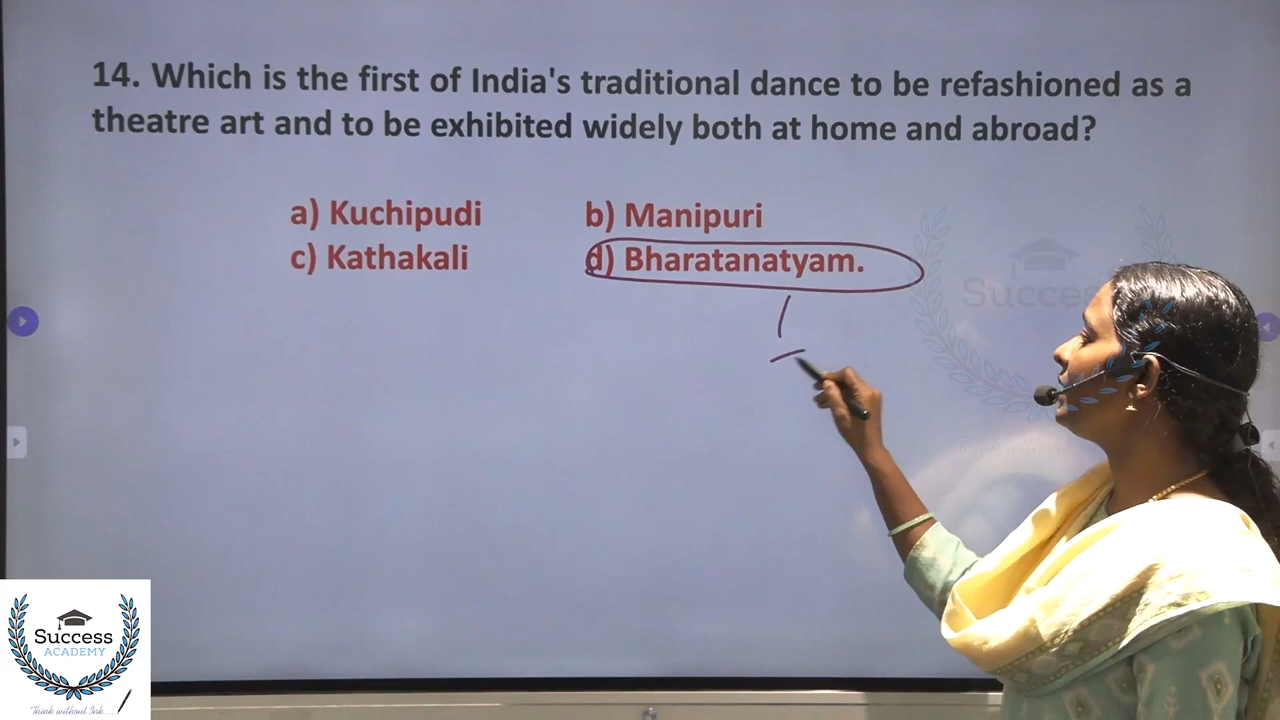 14. Which is the first of India's traditional dance to be refashioned as a
theatre art and to be exhibited widely both at home and abroad?
a) Kuchipudi b) Manipuri
c) Kathakali d) Bharatanatyam.
Success
Success
ACADEMY
Think without Ink.....